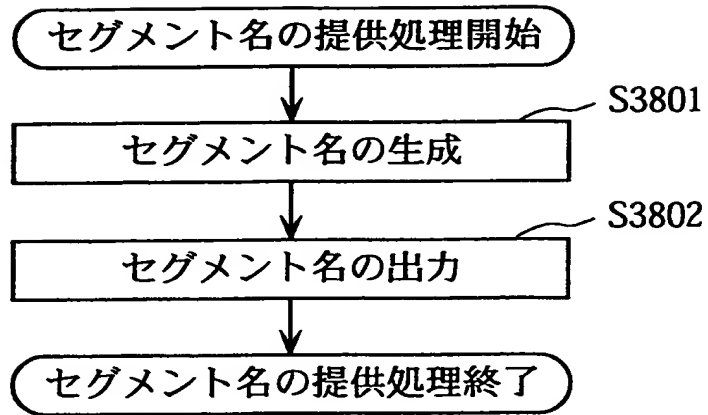 セグメント名の提供処理開始
S3801
セグメント名の生成
S3802
セグメント名の出力
セグメント名の提供処理終了